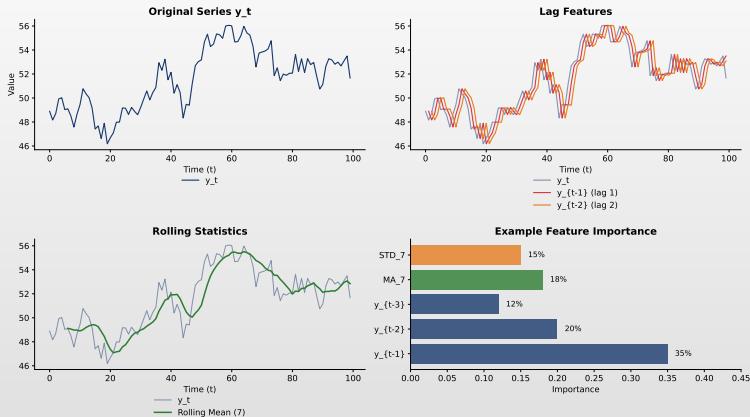 Original Series y_t
56
54
52
50
48
46
Value
0 20 40 60 80 100
Time (t)
y_t
Lag Features
56
54
52
50
48
46
0 20 40 60 80 100
Time (t)
y_t
y_{t-1} (lag 1)
y_{t-2} (lag 2)
Rolling Statistics
56
54
52
50
48
46
0 20 40 60 80 100
Time (t)
y_t
Rolling Mean (7)
Example Feature Importance
STD_7 15%
MA_7 18%
y_{t-3} 12%
y_{t-2} 20%
y_{t-1} 35%
0.00 0.05 0.10 0.15 0.20 0.25 0.30 0.35 0.40 0.45
Importance